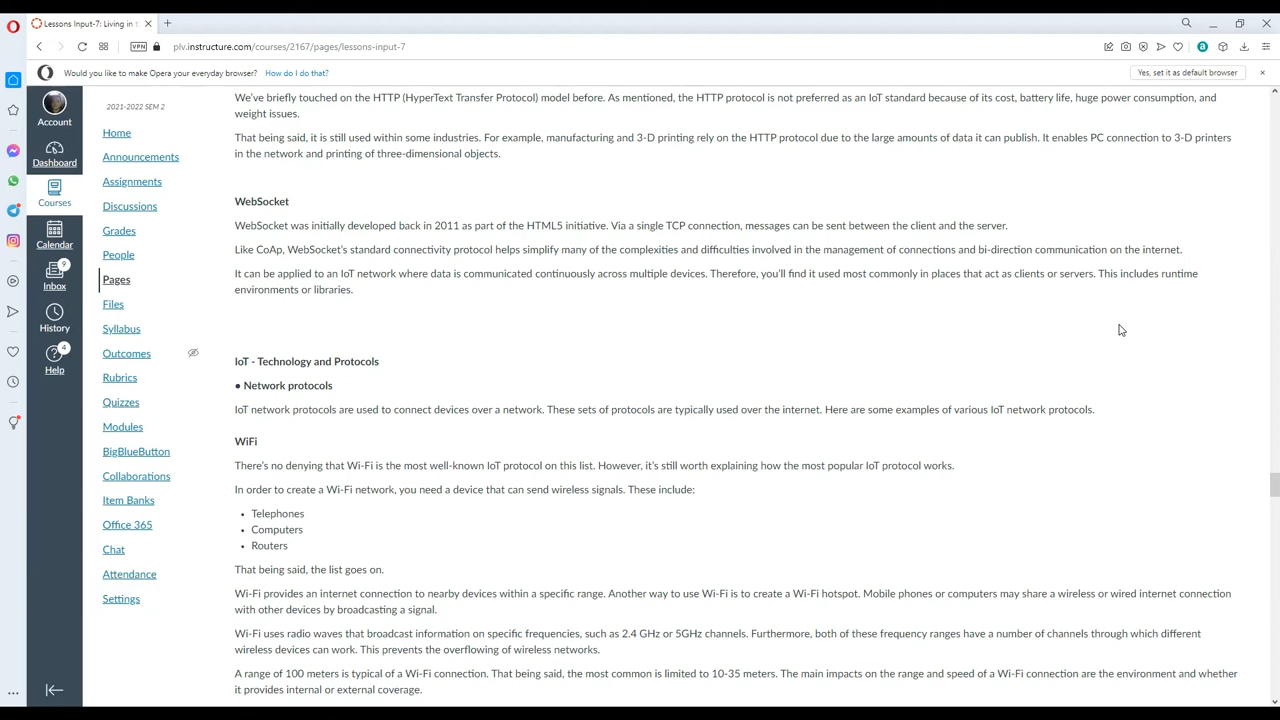 Lessons Input-7: Living in t
VPN
plv.instructure.com/courses/2167/pages/lessons-input-7
Would you like to make Opera your everyday browser? How do I do that?
Yes, set it as default browser
Account
Dashboard
Courses
Calendar
9
Inbox
History
4
Help
2021-2022 SEM 2
Home
Announcements
Assignments
Discussions
Grades
People
Pages
Files
Syllabus
Outcomes
Rubrics
Quizzes
Modules
BigBlueButton
Collaborations
Item Banks
Office 365
Chat
Attendance
Settings
We've briefly touched on the HTTP (HyperText Transfer Protocol) model before. As mentioned, the HTTP protocol is not preferred as an IoT standard because of its cost, battery life, huge power consumption, and
weight issues.
That being said, it is still used within some industries. For example, manufacturing and 3-D printing rely on the HTTP protocol due to the large amounts of data it can publish. It enables PC connection to 3-D printers
in the network and printing of three-dimensional objects.
WebSocket
WebSocket was initially developed back in 2011 as part of the HTML5 initiative. Via a single TCP connection, messages can be sent between the client and the server.
Like CoAp, WebSocket's standard connectivity protocol helps simplify many of the complexities and difficulties involved in the management of connections and bi-direction communication on the internet.
It can be applied to an IoT network where data is communicated continuously across multiple devices. Therefore, you'll find it used most commonly in places that act as clients or servers. This includes runtime
environments or libraries.
IoT - Technology and Protocols
● Network protocols
IoT network protocols are used to connect devices over a network. These sets of protocols are typically used over the internet. Here are some examples of various IoT network protocols.
WiFi
There's no denying that Wi-Fi is the most well-known IoT protocol on this list. However, it's still worth explaining how the most popular IoT protocol works.
In order to create a Wi-Fi network, you need a device that can send wireless signals. These include:
• Telephones
• Computers
• Routers
That being said, the list goes on.
Wi-Fi provides an internet connection to nearby devices within a specific range. Another way to use Wi-Fi is to create a Wi-Fi hotspot. Mobile phones or computers may share a wireless or wired internet connection
with other devices by broadcasting a signal.
Wi-Fi uses radio waves that broadcast information on specific frequencies, such as 2.4 GHz or 5GHz channels. Furthermore, both of these frequency ranges have a number of channels through which different
wireless devices can work. This prevents the overflowing of wireless networks.
A range of 100 meters is typical of a Wi-Fi connection. That being said, the most common is limited to 10-35 meters. The main impacts on the range and speed of a Wi-Fi connection are the environment and whether
it provides internal or external coverage.